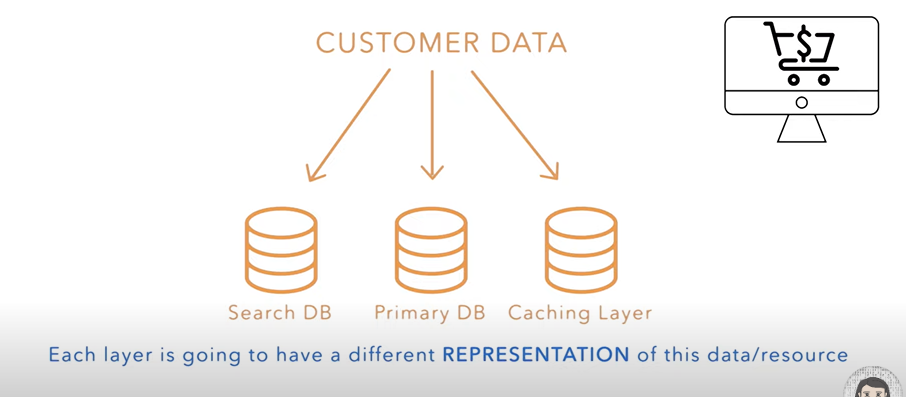 CUSTOMER DATA
$
Search DB Primary DB Caching Layer
Each layer is going to have a different REPRESENTATION of this data/resource